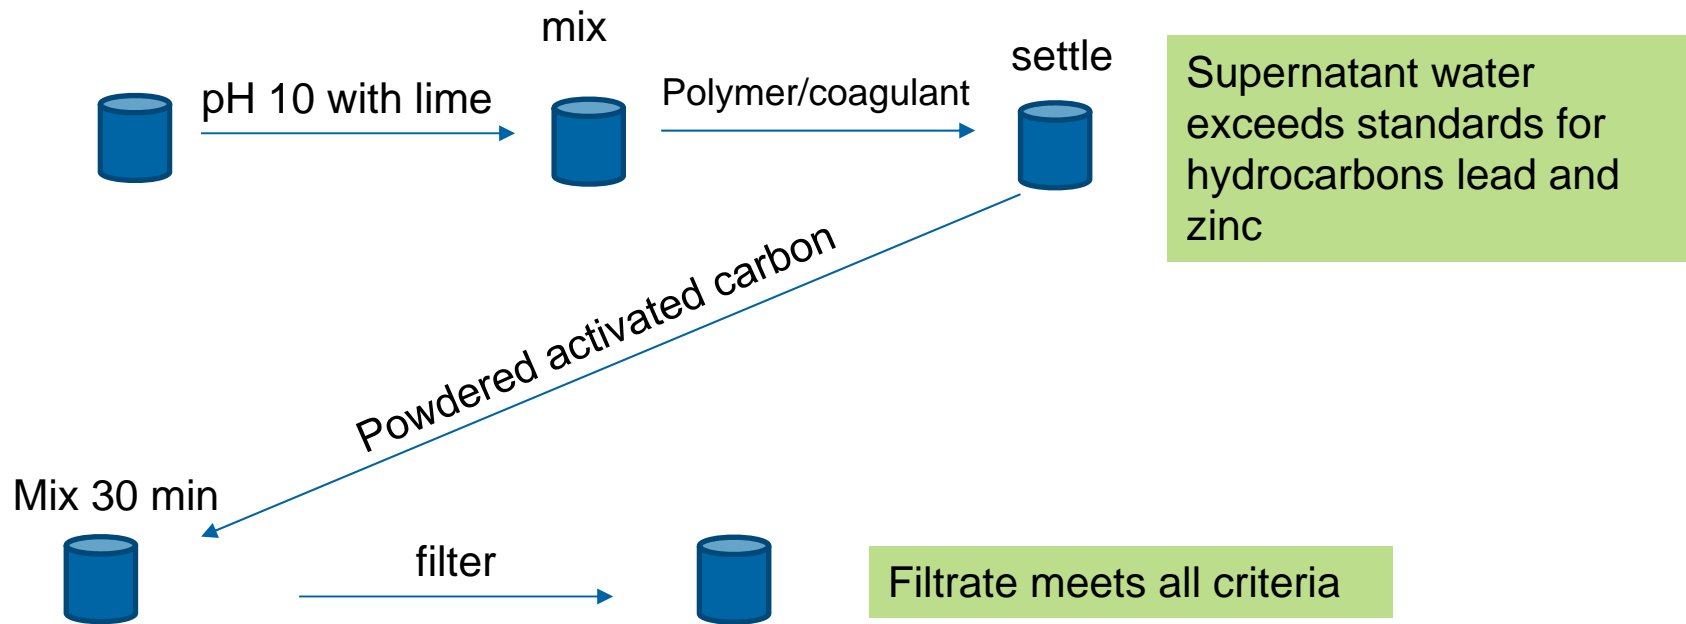 mix
settle
pH 10 with lime
Polymer/coagulant
Supernatant water
exceeds standards for
hydrocarbons lead and
zinc
Powdered activated carbon
Mix 30 min
filter
Filtrate meets all criteria